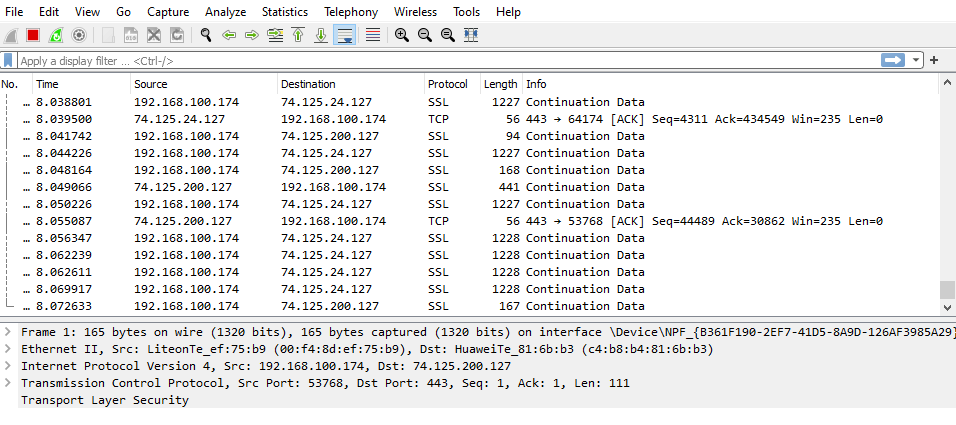 File Edit View Go Capture Analyze Statistics Telephony Wireless Tools Help
Apply a display filter ... <Ctrl-/>
No. Time Source Destination Protocol Length Info
... 8.038801 192.168.100.174 74.125.24.127 SSL 1227 Continuation Data
... 8.039500 74.125.24.127 192.168.100.174 TCP 56 443 → 64174 [ACK] Seq=4311 Ack=434549 Win=235 Len=0
... 8.041742 192.168.100.174 74.125.200.127 SSL 94 Continuation Data
... 8.044226 192.168.100.174 74.125.24.127 SSL 1227 Continuation Data
... 8.048164 192.168.100.174 74.125.200.127 SSL 168 Continuation Data
... 8.049066 74.125.200.127 192.168.100.174 SSL 441 Continuation Data
... 8.050226 192.168.100.174 74.125.24.127 SSL 1227 Continuation Data
... 8.055087 74.125.200.127 192.168.100.174 TCP 56 443 → 53768 [ACK] Seq=44489 Ack=30862 Win=235 Len=0
... 8.056347 192.168.100.174 74.125.24.127 SSL 1228 Continuation Data
... 8.062239 192.168.100.174 74.125.24.127 SSL 1228 Continuation Data
... 8.062611 192.168.100.174 74.125.24.127 SSL 1228 Continuation Data
... 8.069917 192.168.100.174 74.125.24.127 SSL 1228 Continuation Data
... 8.072633 192.168.100.174 74.125.200.127 SSL 167 Continuation Data
Frame 1: 165 bytes on wire (1320 bits), 165 bytes captured (1320 bits) on interface \Device\NPF_{B361F190-2EF7-41D5-8A9D-126AF3985A29}
Ethernet II, Src: LiteonTe_ef:75:b9 (00:f4:8d:ef:75:b9), Dst: HuaweiTe_81:6b:b3 (c4:b8:b4:81:6b:b3)
Internet Protocol Version 4, Src: 192.168.100.174, Dst: 74.125.200.127
Transmission Control Protocol, Src Port: 53768, Dst Port: 443, Seq: 1, Ack: 1, Len: 111
Transport Layer Security